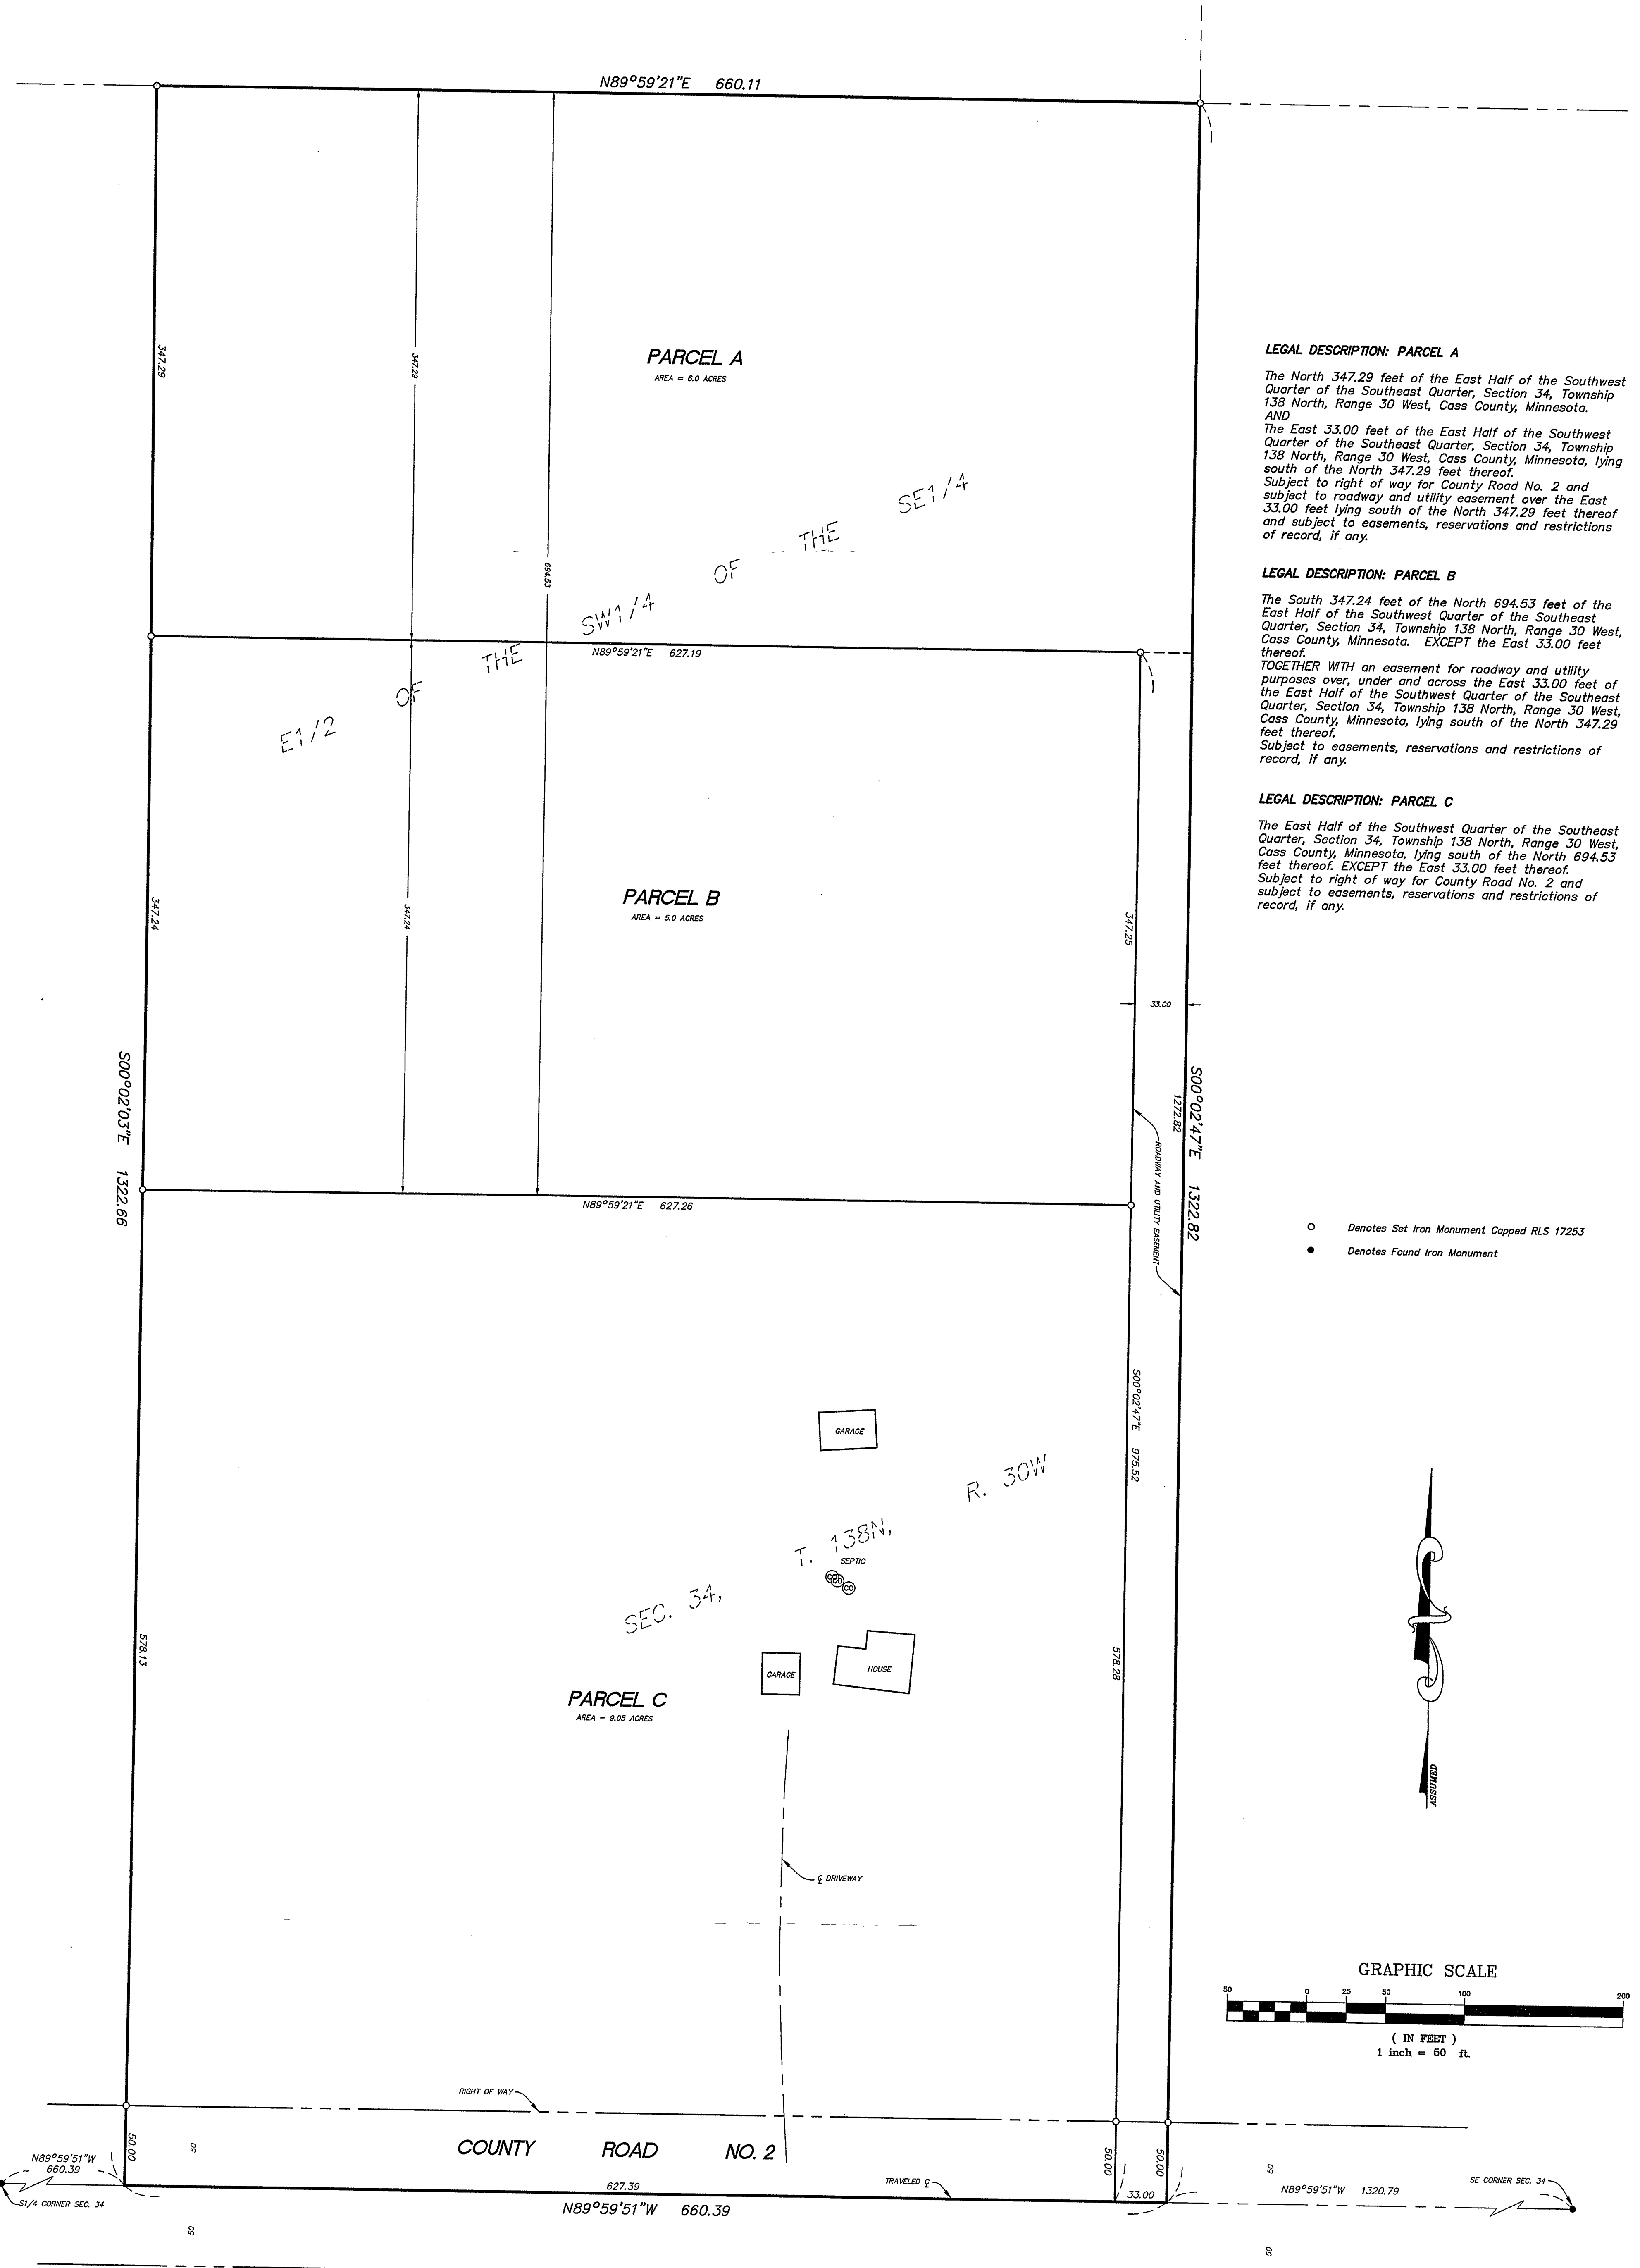 N89°59'21"E 660.11
347.29
347.29
PARCEL A
AREA = 6.0 ACRES
694.53
E1/2 OF THE SW1/4 OF THE SE1/4
N89°59'21"E 627.19
347.24
347.24
PARCEL B
AREA = 5.0 ACRES
347.25
33.00
S00°02'03"E 1322.66
1272.82
S00°02'47"E 1322.82
ROADWAY AND UTILITY EASEMENT
N89°59'21"E 627.26
S00°02'47"E 975.52
GARAGE
SEC. 34, T. 138N, R. 30W
SEPTIC
CO
CO
CO
578.13
578.28
GARAGE
HOUSE
PARCEL C
AREA = 9.05 ACRES
℄ DRIVEWAY
RIGHT OF WAY
50.00
50
COUNTY ROAD NO. 2
50.00
50.00
50
N89°59'51"W
660.39
S1/4 CORNER SEC. 34
627.39
TRAVELED ℄
33.00
N89°59'51"W 660.39
N89°59'51"W 1320.79
SE CORNER SEC. 34
50
50
LEGAL DESCRIPTION: PARCEL A
The North 347.29 feet of the East Half of the Southwest
Quarter of the Southeast Quarter, Section 34, Township
138 North, Range 30 West, Cass County, Minnesota.
AND
The East 33.00 feet of the East Half of the Southwest
Quarter of the Southeast Quarter, Section 34, Township
138 North, Range 30 West, Cass County, Minnesota, lying
south of the North 347.29 feet thereof.
Subject to right of way for County Road No. 2 and
subject to roadway and utility easement over the East
33.00 feet lying south of the North 347.29 feet thereof
and subject to easements, reservations and restrictions
of record, if any.
LEGAL DESCRIPTION: PARCEL B
The South 347.24 feet of the North 694.53 feet of the
East Half of the Southwest Quarter of the Southeast
Quarter, Section 34, Township 138 North, Range 30 West,
Cass County, Minnesota. EXCEPT the East 33.00 feet
thereof.
TOGETHER WITH an easement for roadway and utility
purposes over, under and across the East 33.00 feet of
the East Half of the Southwest Quarter of the Southeast
Quarter, Section 34, Township 138 North, Range 30 West,
Cass County, Minnesota, lying south of the North 347.29
feet thereof.
Subject to easements, reservations and restrictions of
record, if any.
LEGAL DESCRIPTION: PARCEL C
The East Half of the Southwest Quarter of the Southeast
Quarter, Section 34, Township 138 North, Range 30 West,
Cass County, Minnesota, lying south of the North 694.53
feet thereof. EXCEPT the East 33.00 feet thereof.
Subject to right of way for County Road No. 2 and
subject to easements, reservations and restrictions of
record, if any.
Denotes Set Iron Monument Capped RLS 17253
Denotes Found Iron Monument
ASSUMED
GRAPHIC SCALE
50 0 25 50 100 200
( IN FEET )
1 inch = 50 ft.